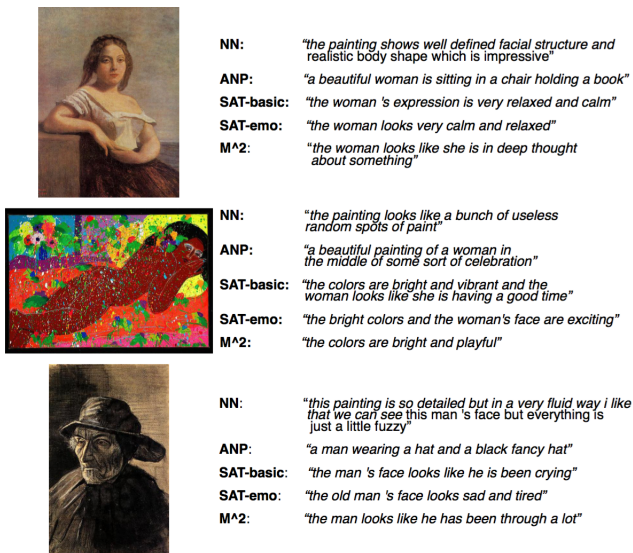 NN: “the painting shows well defined facial structure and
realistic body shape which is impressive”
ANP: “a beautiful woman is sitting in a chair holding a book”
SAT-basic: “the woman 's expression is very relaxed and calm”
SAT-emo: “the woman looks very calm and relaxed”
M^2: “the woman looks like she is in deep thought
about something”
NN: “the painting looks like a bunch of useless
random spots of paint”
ANP: “a beautiful painting of a woman in
the middle of some sort of celebration”
SAT-basic: “the colors are bright and vibrant and the
woman looks like she is having a good time”
SAT-emo: “the bright colors and the woman's face are exciting”
M^2: “the colors are bright and playful”
NN: “this painting is so detailed but in a very fluid way i like
that we can see this man 's face but everything is
just a little fuzzy”
ANP: “a man wearing a hat and a black fancy hat”
SAT-basic: “the man 's face looks like he is been crying”
SAT-emo: “the old man 's face looks sad and tired”
M^2: “the man looks like he has been through a lot”